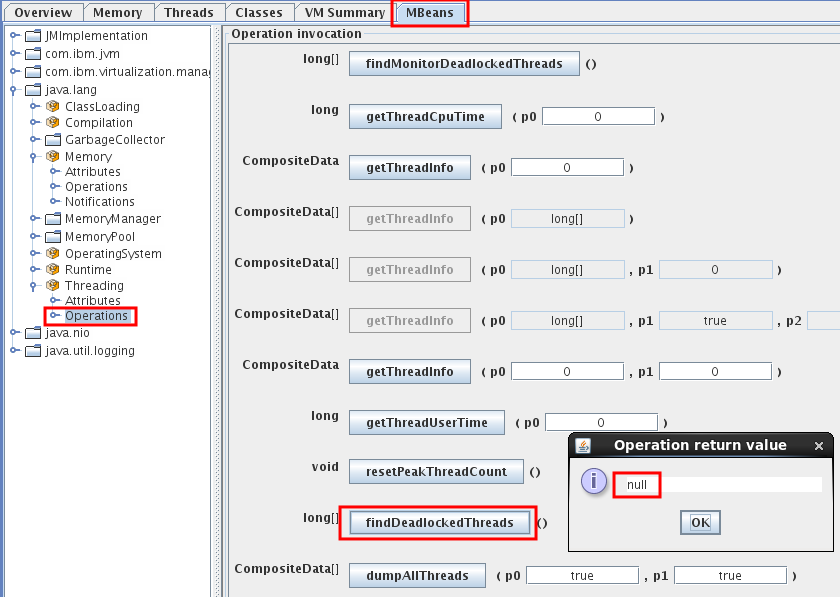 Overview Memory Threads Classes VM Summary MBeans
JMImplementation
com.ibm.jvm
com.ibm.virtualization.manag
java.lang
ClassLoading
Compilation
GarbageCollector
Memory
Attributes
Operations
Notifications
MemoryManager
MemoryPool
OperatingSystem
Runtime
Threading
Attributes
Operations
java.nio
java.util.logging
Operation invocation
long[] findMonitorDeadlockedThreads ()
long getThreadCpuTime ( p0 0 )
CompositeData getThreadInfo ( p0 0 )
CompositeData[] getThreadInfo ( p0 long[] )
CompositeData[] getThreadInfo ( p0 long[] , p1 0 )
CompositeData[] getThreadInfo ( p0 long[] , p1 true , p2
CompositeData getThreadInfo ( p0 0 , p1 0 )
long getThreadUserTime ( p0 0 )
void resetPeakThreadCount ()
long[] findDeadlockedThreads ()
CompositeData[] dumpAllThreads ( p0 true , p1 true )
Operation return value
i null
OK